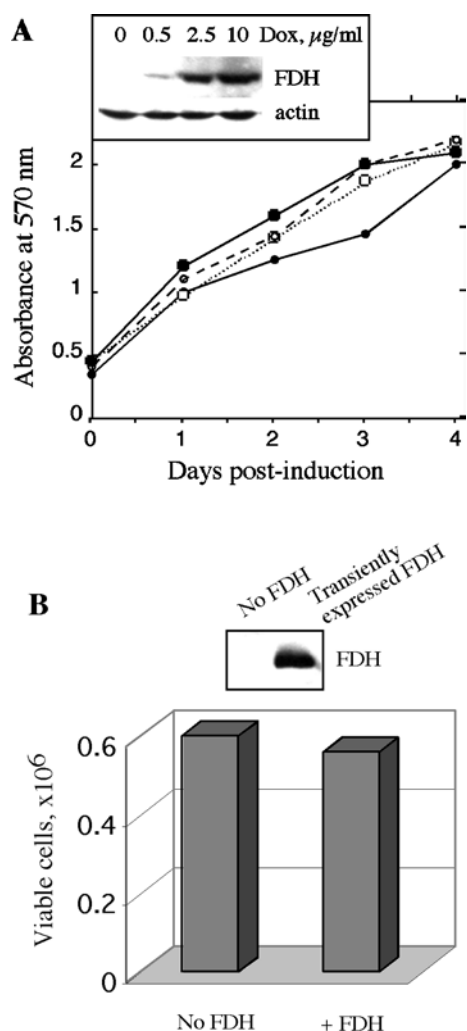 A
0 0.5 2.5 10 Dox, µg/ml
FDH
actin
2
1.5
1
0.5
0
Absorbance at 570 nm
0 1 2 3 4
Days post-induction
B
No FDH
Transiently
expressed FDH
FDH
0.6
0.4
0.2
0
Viable cells, x10⁶
No FDH + FDH